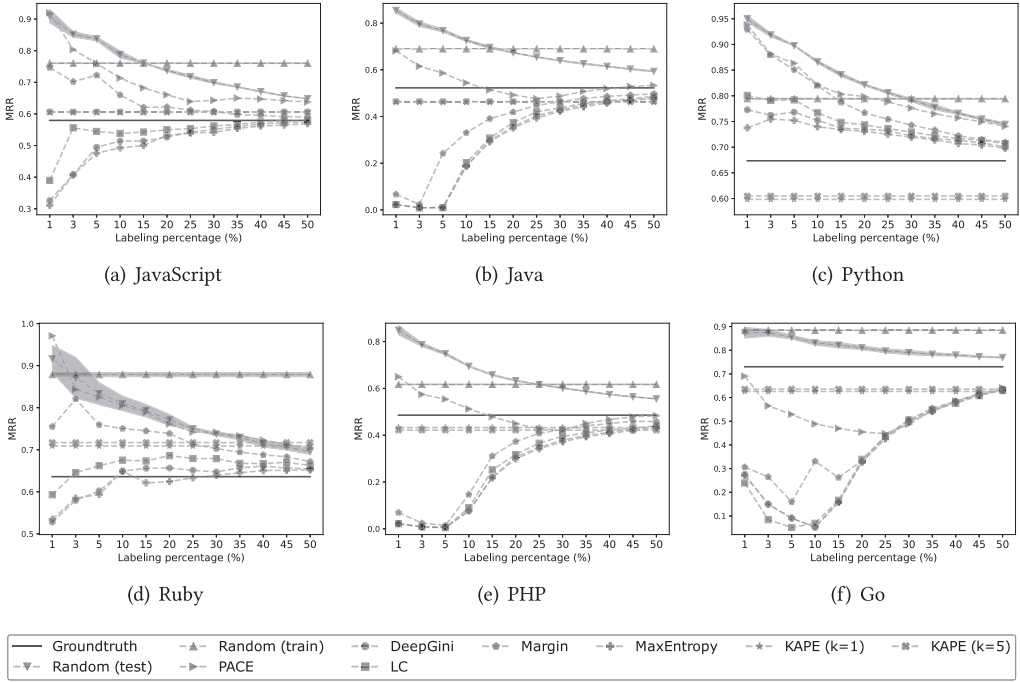 0.9
0.8
0.7
0.6
0.5
0.4
0.3
MRR
1 3 5 10 15 20 25 30 35 40 45 50
Labeling percentage (%)
(a) JavaScript
0.8
0.6
0.4
0.2
0.0
MRR
1 3 5 10 15 20 25 30 35 40 45 50
Labeling percentage (%)
(b) Java
0.95
0.90
0.85
0.80
0.75
0.70
0.65
0.60
MRR
1 3 5 10 15 20 25 30 35 40 45 50
Labeling percentage (%)
(c) Python
1.0
0.9
0.8
0.7
0.6
0.5
MRR
1 3 5 10 15 20 25 30 35 40 45 50
Labeling percentage (%)
(d) Ruby
0.8
0.6
0.4
0.2
0.0
MRR
1 3 5 10 15 20 25 30 35 40 45 50
Labeling percentage (%)
(e) PHP
0.9
0.8
0.7
0.6
0.5
0.4
0.3
0.2
0.1
MRR
1 3 5 10 15 20 25 30 35 40 45 50
Labeling percentage (%)
(f) Go
Groundtruth Random (train) DeepGini Margin MaxEntropy KAPE (k=1) KAPE (k=5)
Random (test) PACE LC